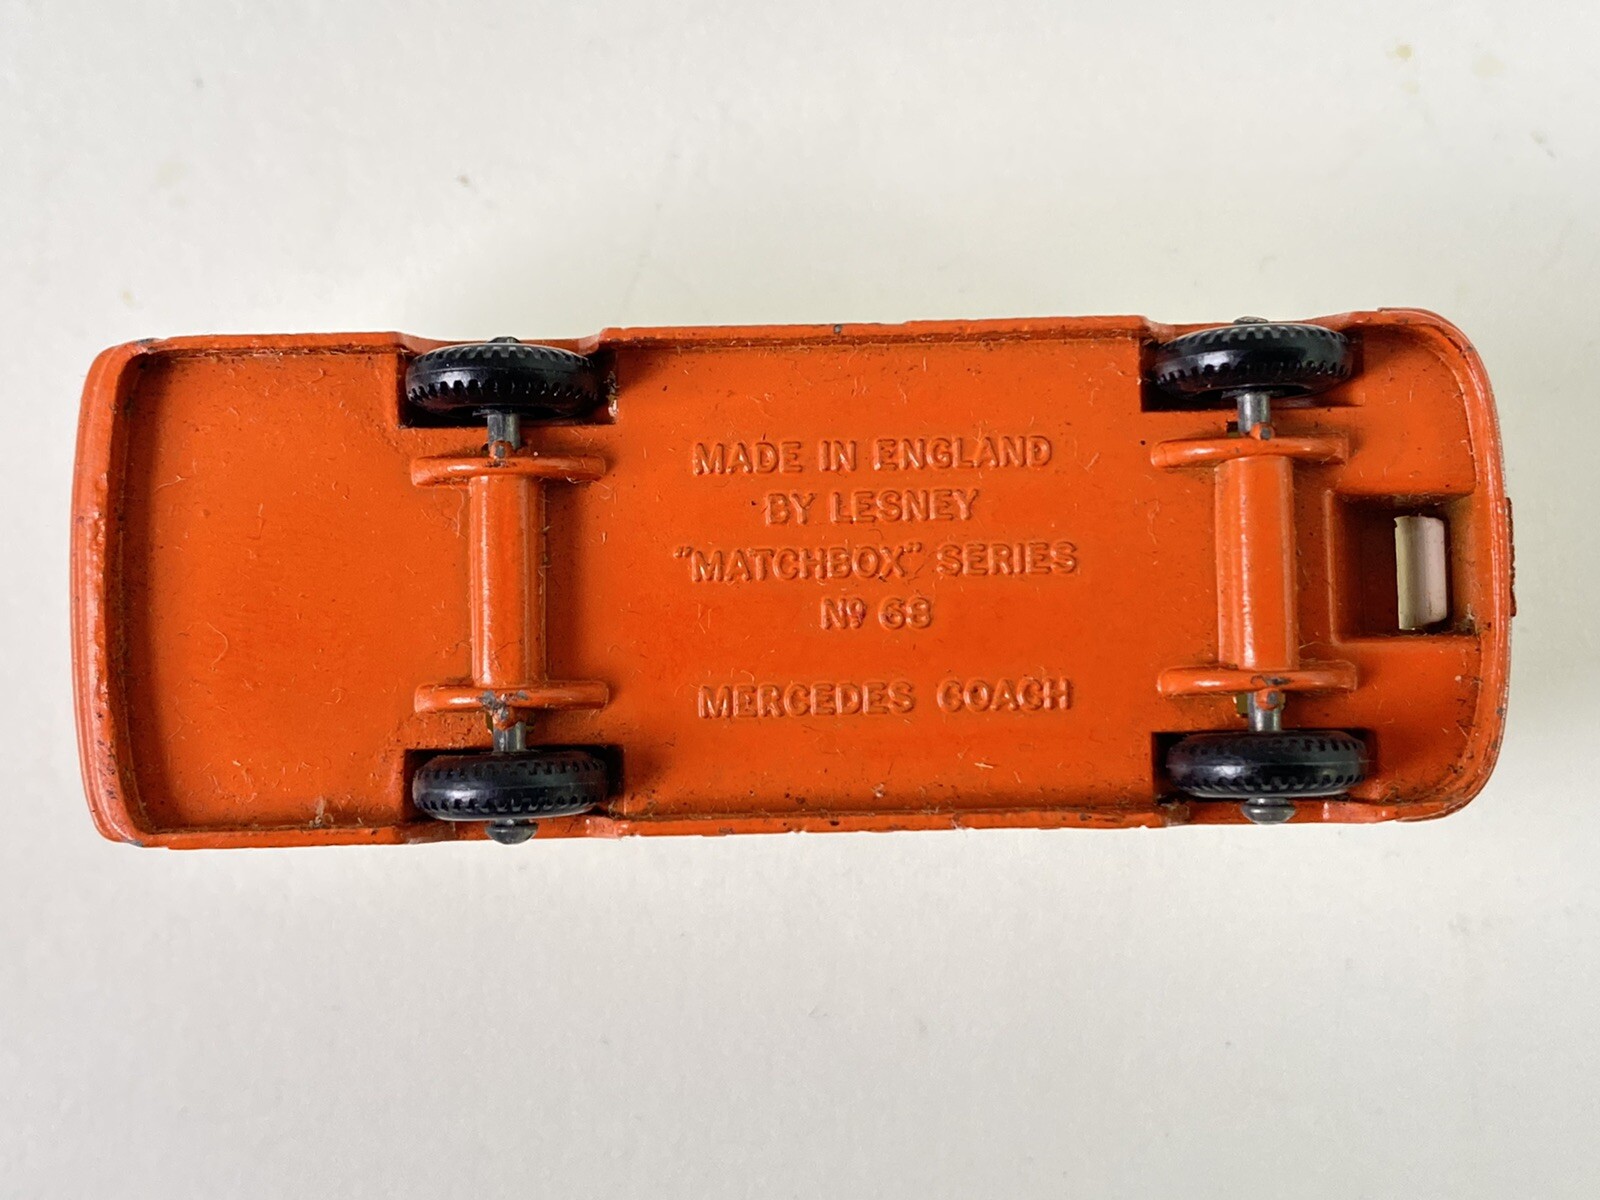 MADE IN ENGLAND
BY LESNEY
"MATCHBOX" SERIES
Nº 68
MERCEDES COACH